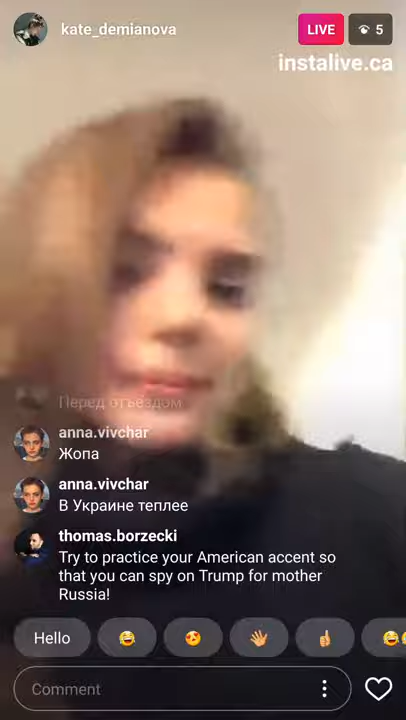 kate_demianova
LIVE
5
instalive.ca
Перед отъездом
anna.vivchar
Жопа
anna.vivchar
В Украине теплее
thomas.borzecki
Try to practice your American accent so
that you can spy on Trump for mother
Russia!
Hello
Comment